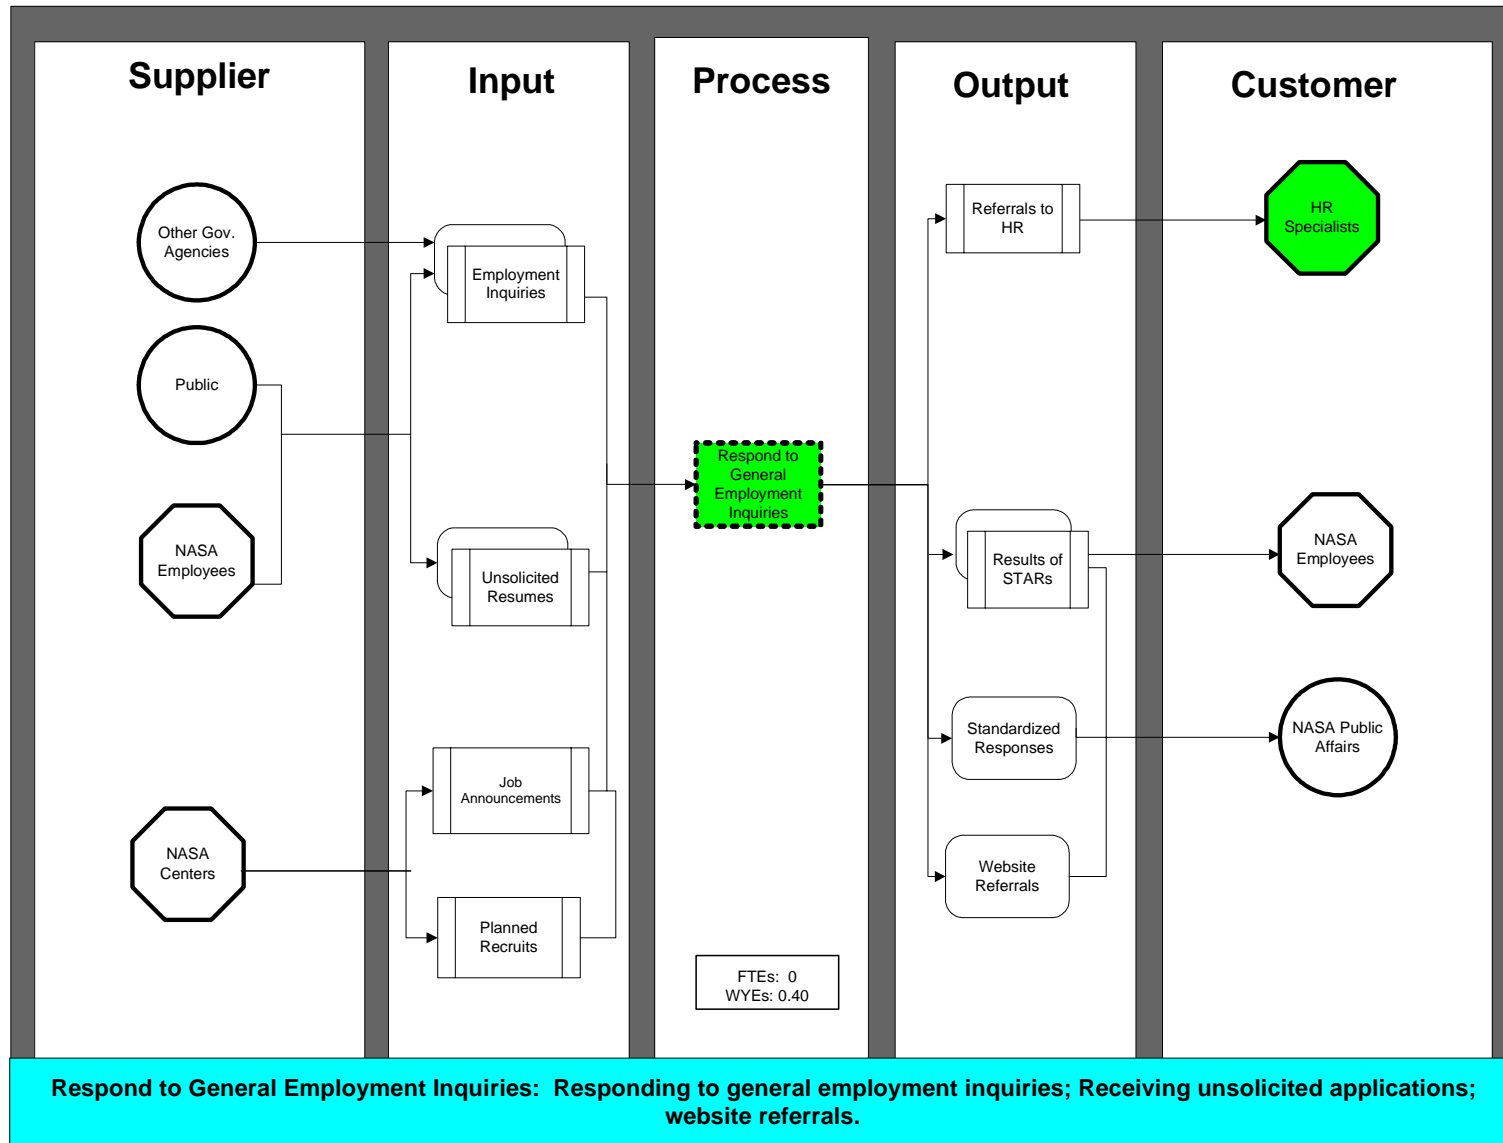 Supplier
Input
Process
Output
Customer
Other Gov.
Agencies
Public
NASA
Employees
NASA
Centers
Employment
Inquiries
Unsolicited
Resumes
Job
Announcements
Planned
Recruits
Respond to
General
Employment
Inquiries
FTEs:  0
WYEs: 0.40
Referrals to
HR
Results of
STARs
Standardized
Responses
Website
Referrals
HR
Specialists
NASA
Employees
NASA Public
Affairs
Respond to General Employment Inquiries:  Responding to general employment inquiries; Receiving unsolicited applications;
website referrals.